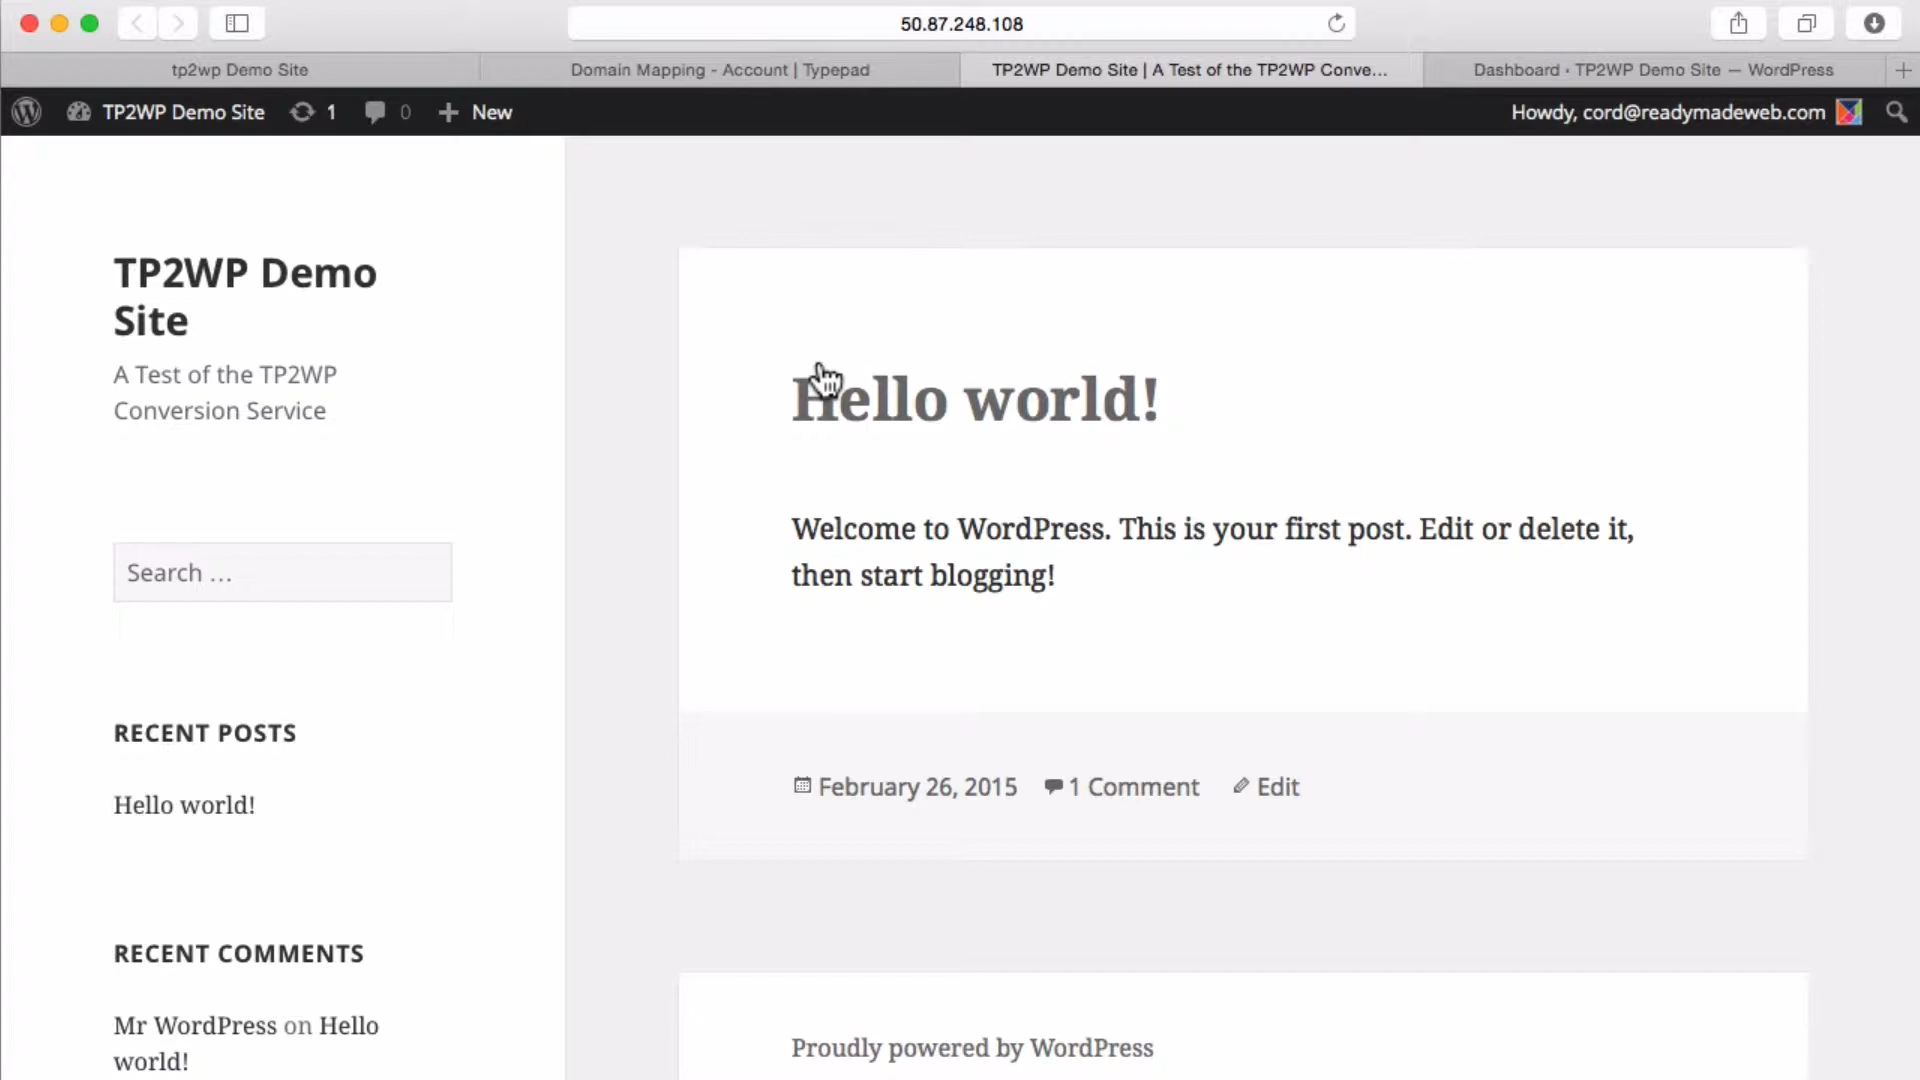 50.87.248.108
tp2wp Demo Site
Domain Mapping - Account | Typepad
TP2WP Demo Site | A Test of the TP2WP Conve...
Dashboard · TP2WP Demo Site — WordPress
TP2WP Demo Site 1 0 New
Howdy, cord@readymadeweb.com
TP2WP Demo
Site
A Test of the TP2WP
Conversion Service
Search …
RECENT POSTS
Hello world!
RECENT COMMENTS
Mr WordPress on Hello
world!
Hello world!
Welcome to WordPress. This is your first post. Edit or delete it,
then start blogging!
February 26, 2015 1 Comment Edit
Proudly powered by WordPress